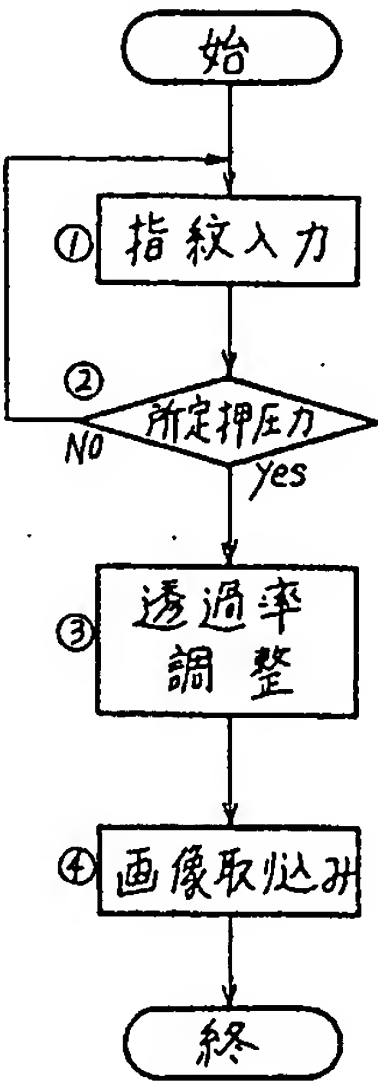 始
① 指紋入力
② 所定押圧力
NO
yes
③ 透過率
調整
④ 画像取り込み
終